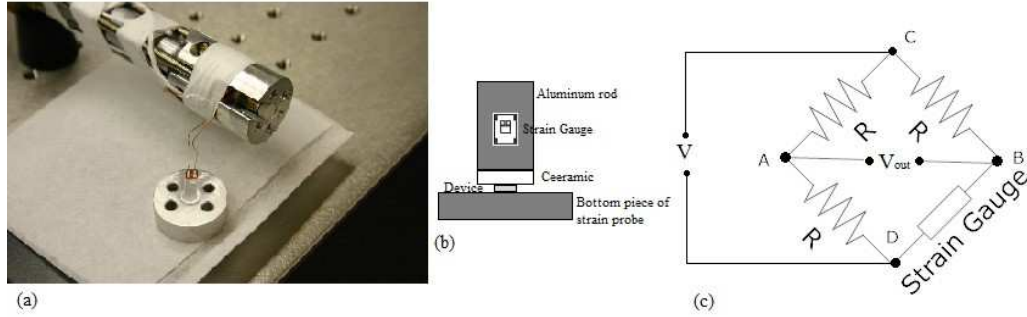 (a)
Aluminum rod
Strain Gauge
Ceeramic
Device
Bottom piece of
strain probe
(b)
C
R
R
V
A
Vout
B
R
D
Strain Gauge
(c)